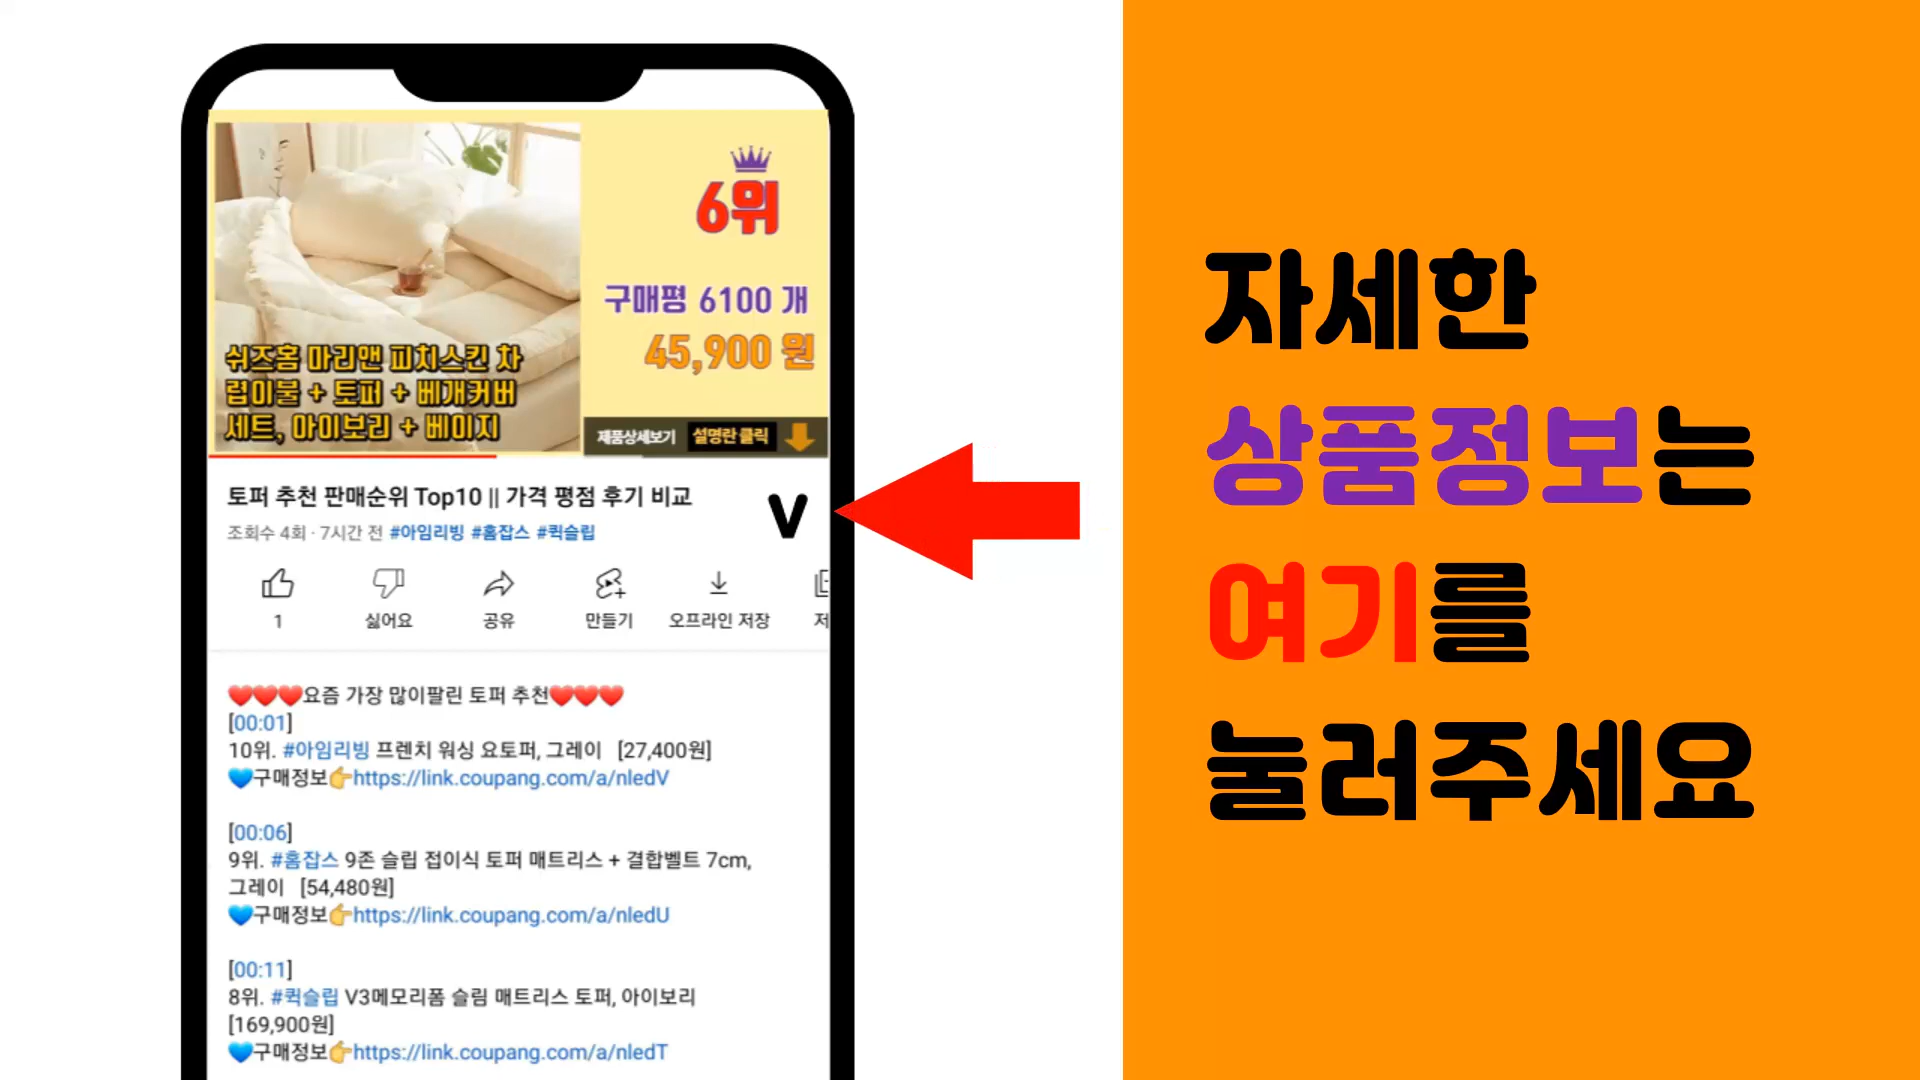 6위
구매평 6100 개
45,900 원
쉬즈홈 마리앤 피치스킨 차
렵이불 + 토퍼 + 베개커버
세트, 아이보리 + 베이지
제품상세보기 설명란 클릭
토퍼 추천 판매순위 Top10 || 가격 평점 후기 비교
V
조회수 4회 · 7시간 전 #아임리빙 #홈잡스 #퀵슬립
1 싫어요 공유 만들기 오프라인 저장 저
❤️❤️❤️요즘 가장 많이팔린 토퍼 추천❤️❤️❤️
[00:01]
10위. #아임리빙 프렌치 워싱 요토퍼, 그레이 [27,400원]
💙구매정보👉https://link.coupang.com/a/nledV
[00:06]
9위. #홈잡스 9존 슬립 접이식 토퍼 매트리스 + 결합벨트 7cm,
그레이 [54,480원]
💙구매정보👉https://link.coupang.com/a/nledU
[00:11]
8위. #퀵슬립 V3메모리폼 슬림 매트리스 토퍼, 아이보리
[169,900원]
💙구매정보👉https://link.coupang.com/a/nledT
자세한
상품정보는
여기를
눌러주세요